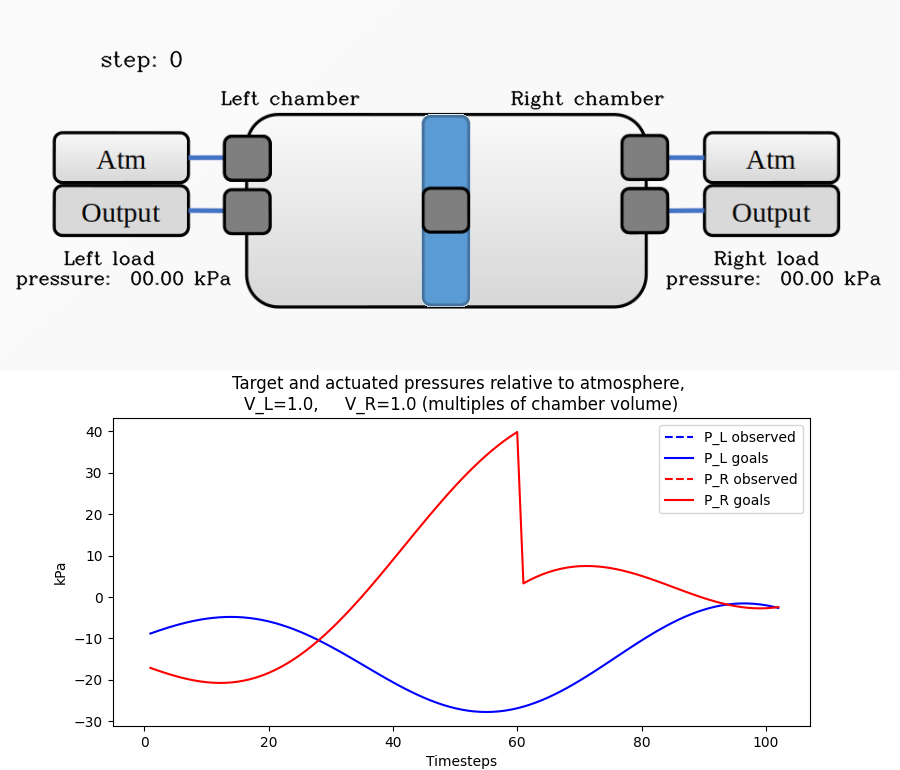 step: 0
Left chamber
Right chamber
Atm
Atm
Output
Output
Left load
pressure: 00.00 kPa
Right load
pressure: 00.00 kPa
Target and actuated pressures relative to atmosphere,
V_L=1.0, V_R=1.0 (multiples of chamber volume)
40
30
20
10
0
−10
−20
−30
kPa
P_L observed
P_L goals
P_R observed
P_R goals
0 20 40 60 80 100
Timesteps